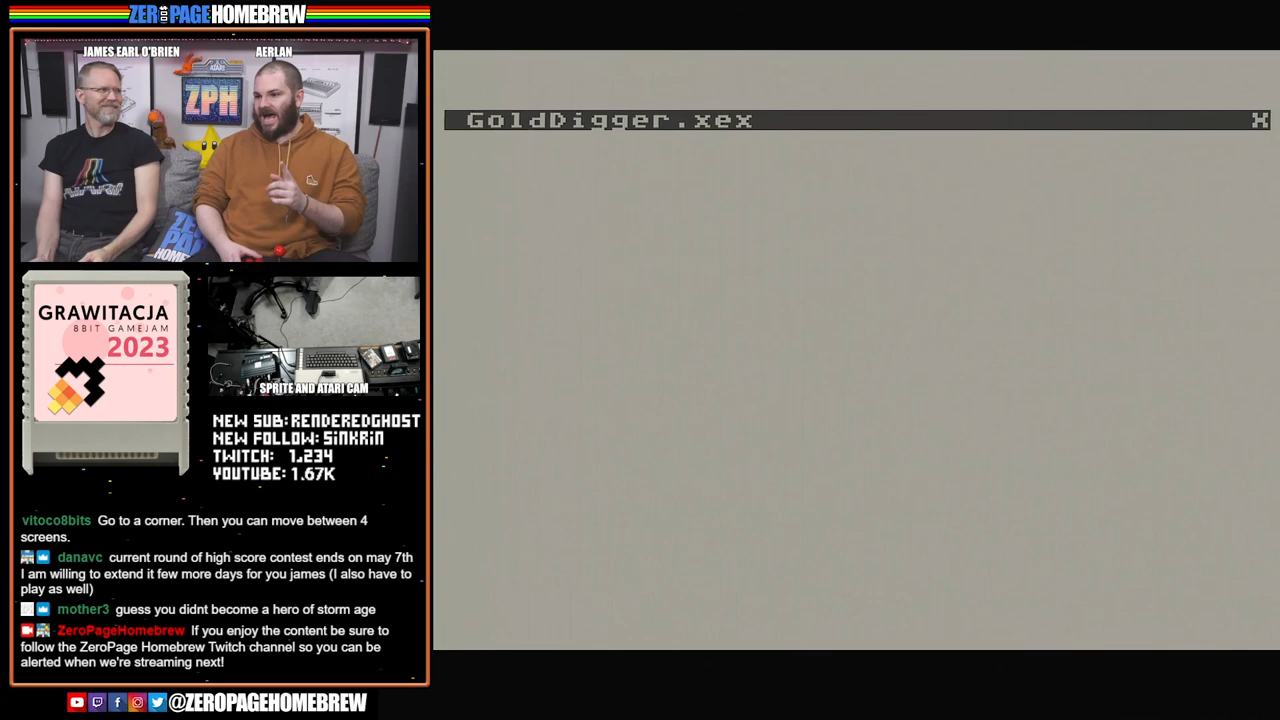 ZEROPAGE HOMEBREW
JAMES EARL O'BRIEN
AERLAN
ATARI
ZPH
GRAWITACJA
8BIT GAMEJAM
2023
SPRITE AND ATARI CAM
NEW SUB: RENDEREDGHOST
NEW FOLLOW: SINKRIN
TWITCH: 1,234
YOUTUBE: 1.67K
vitoco8bits Go to a corner. Then you can move between 4
screens.
danavc current round of high score contest ends on may 7th
I am willing to extend it few more days for you james (I also have to
play as well)
mother3 guess you didnt become a hero of storm age
ZeroPageHomebrew If you enjoy the content be sure to
follow the ZeroPage Homebrew Twitch channel so you can be
alerted when we're streaming next!
@ZEROPAGEHOMEBREW
GoldDigger.xex X